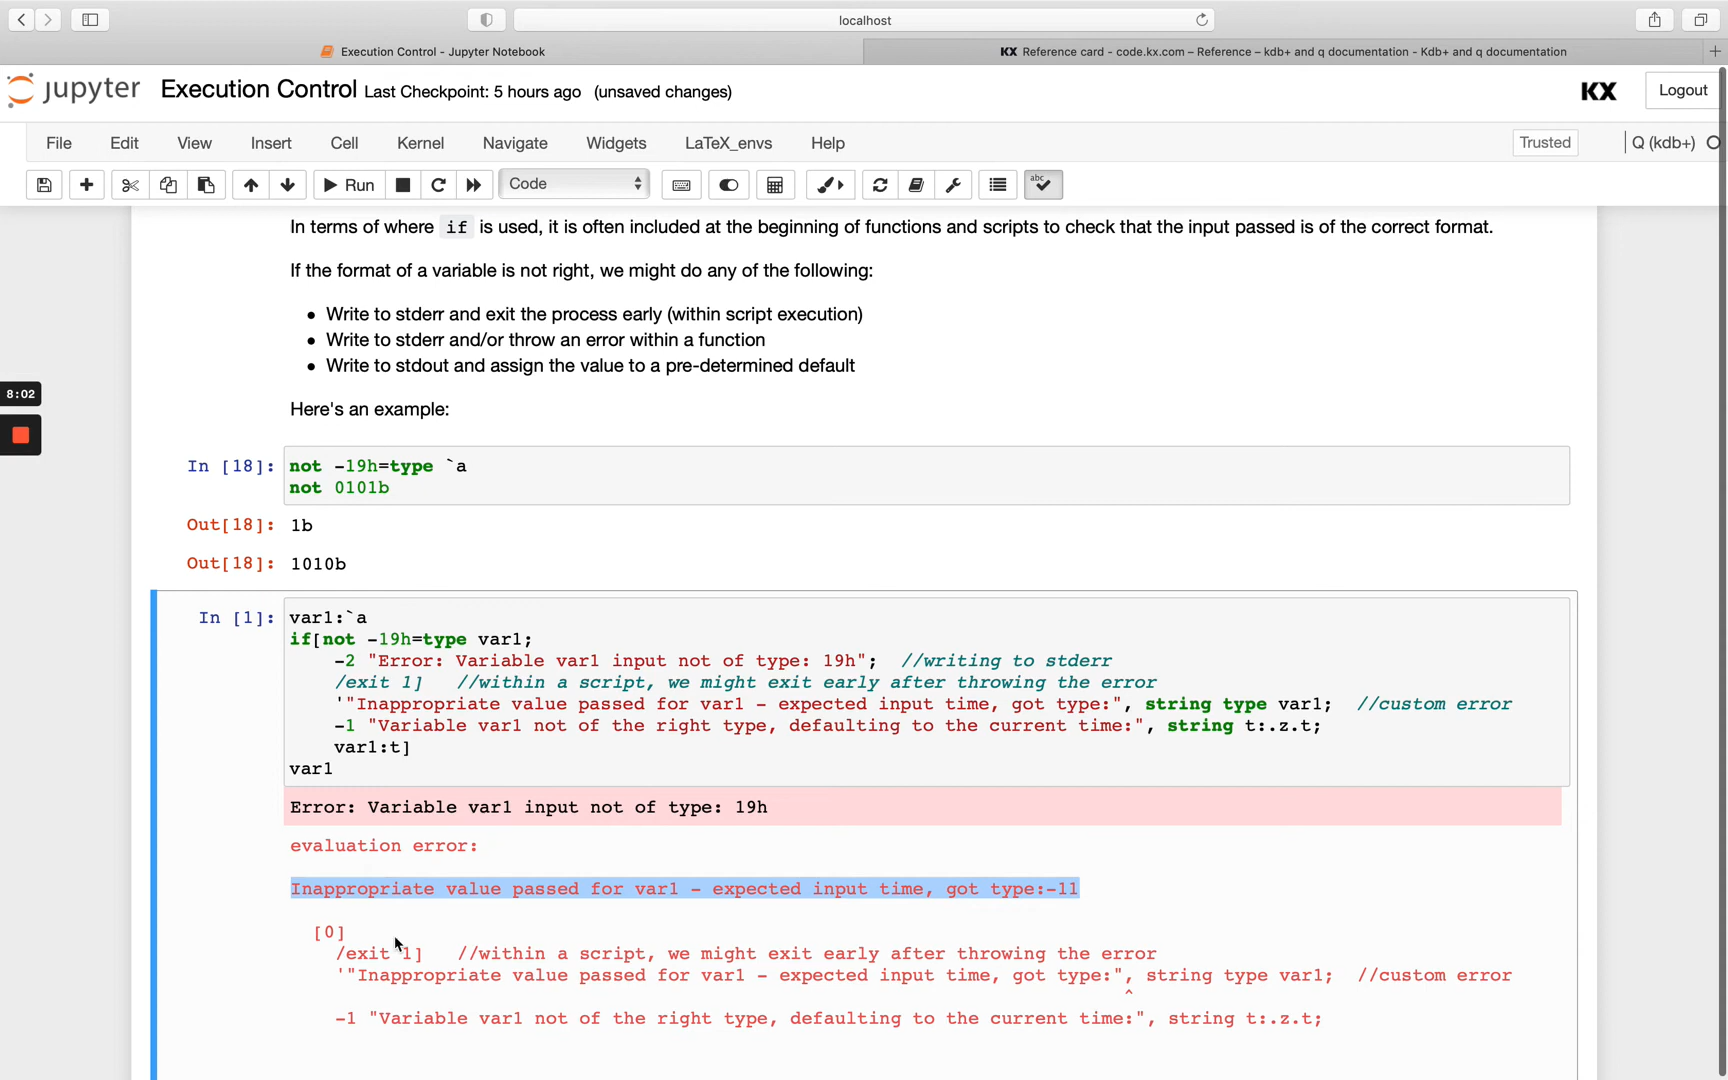 localhost
Execution Control - Jupyter Notebook
KX Reference card - code.kx.com – Reference – kdb+ and q documentation - Kdb+ and q documentation
jupyter Execution Control Last Checkpoint: 5 hours ago (unsaved changes) KX Logout
File Edit View Insert Cell Kernel Navigate Widgets LaTeX_envs Help Trusted Q (kdb+)
Run Code abc
In terms of where if is used, it is often included at the beginning of functions and scripts to check that the input passed is of the correct format.
If the format of a variable is not right, we might do any of the following:
• Write to stderr and exit the process early (within script execution)
• Write to stderr and/or throw an error within a function
• Write to stdout and assign the value to a pre-determined default
8:02
Here's an example:
In [18]: not -19h=type `a
not 0101b
Out[18]: 1b
Out[18]: 1010b
In [1]: var1:`a
if[not -19h=type var1;
-2 "Error: Variable var1 input not of type: 19h"; //writing to stderr
/exit 1] //within a script, we might exit early after throwing the error
'"Inappropriate value passed for var1 - expected input time, got type:", string type var1; //custom error
-1 "Variable var1 not of the right type, defaulting to the current time:", string t:.z.t;
var1:t]
var1
Error: Variable var1 input not of type: 19h
evaluation error:
Inappropriate value passed for var1 - expected input time, got type:-11
[0]
/exit 1] //within a script, we might exit early after throwing the error
'"Inappropriate value passed for var1 - expected input time, got type:", string type var1; //custom error
^
-1 "Variable var1 not of the right type, defaulting to the current time:", string t:.z.t;